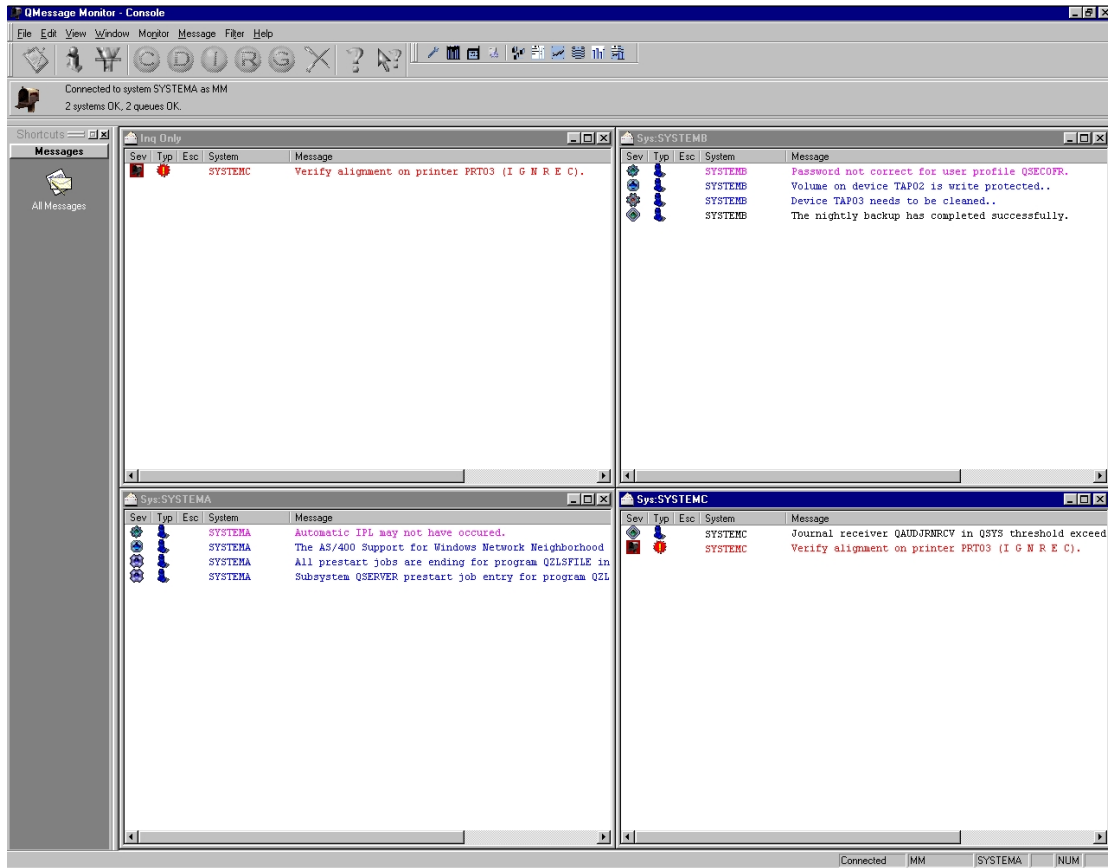 QMessage Monitor - Console
File Edit View Window Monitor Message Filter Help
C D I R G
Connected to system SYSTEMA as MM
2 systems OK, 2 queues OK.
Shortcuts
Messages
All Messages
Inq Only
Sev Typ Esc System Message
SYSTEMC Verify alignment on printer PRT03 (I G N R E C).
Sys:SYSTEMB
Sev Typ Esc System Message
SYSTEMB Password not correct for user profile QSECOFR.
SYSTEMB Volume on device TAP02 is write protected..
SYSTEMB Device TAP03 needs to be cleaned..
SYSTEMB The nightly backup has completed successfully.
Sys:SYSTEMA
Sev Typ Esc System Message
SYSTEMA Automatic IPL may not have occured.
SYSTEMA The AS/400 Support for Windows Network Neighborhood
SYSTEMA All prestart jobs are ending for program QZLSFILE in
SYSTEMA Subsystem QSERVER prestart job entry for program QZL
Sys:SYSTEMC
Sev Typ Esc System Message
SYSTEMC Journal receiver QAUDJRNRCV in QSYS threshold exceed
SYSTEMC Verify alignment on printer PRT03 (I G N R E C).
Connected MM SYSTEMA NUM